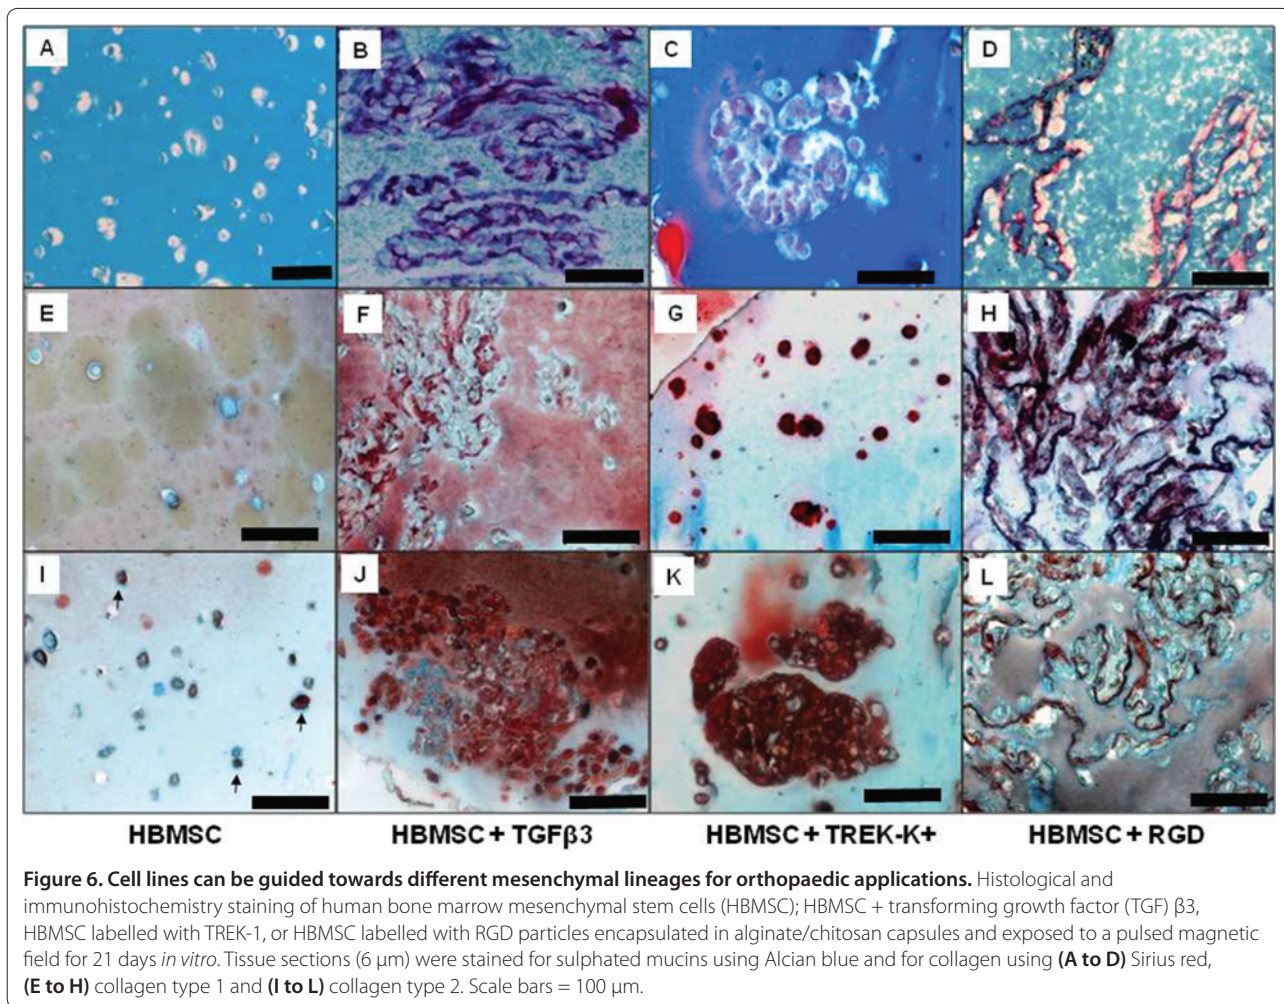 A B C D
E F G H
I J K L
HBMSC HBMSC + TGFβ3 HBMSC + TREK-K+ HBMSC + RGD
Figure 6. Cell lines can be guided towards different mesenchymal lineages for orthopaedic applications. Histological and
immunohistochemistry staining of human bone marrow mesenchymal stem cells (HBMSC); HBMSC + transforming growth factor (TGF) β3,
HBMSC labelled with TREK-1, or HBMSC labelled with RGD particles encapsulated in alginate/chitosan capsules and exposed to a pulsed magnetic
field for 21 days in vitro. Tissue sections (6 μm) were stained for sulphated mucins using Alcian blue and for collagen using (A to D) Sirius red,
(E to H) collagen type 1 and (I to L) collagen type 2. Scale bars = 100 μm.